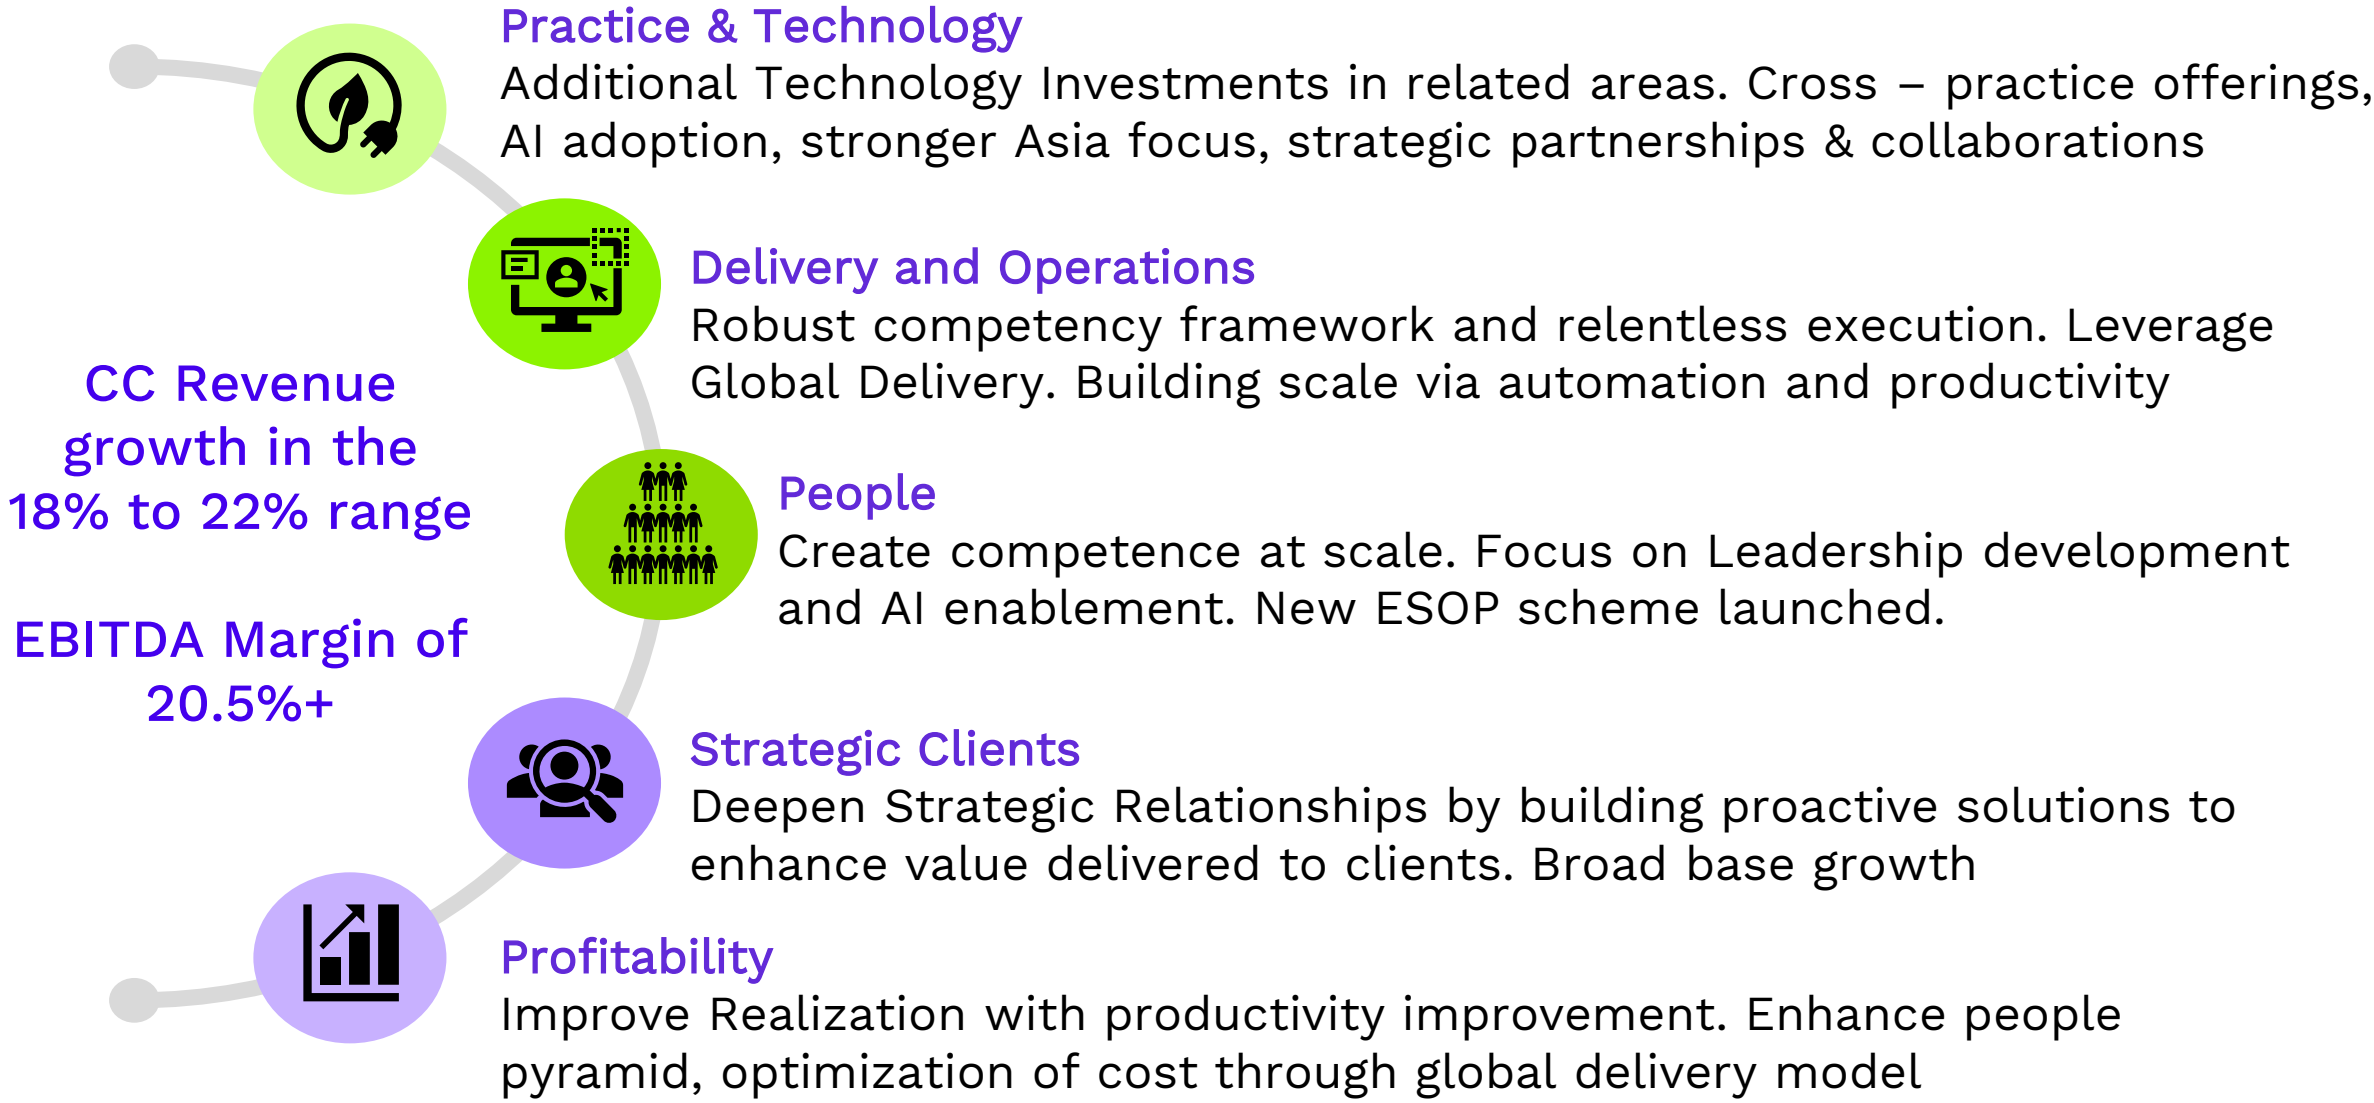 Practice & Technology
Additional Technology Investments in related areas. Cross – practice offerings,
AI adoption, stronger Asia focus, strategic partnerships & collaborations
Delivery and Operations
Robust competency framework and relentless execution. Leverage
Global Delivery. Building scale via automation and productivity
CC Revenue
growth in the
18% to 22% range
EBITDA Margin of
20.5%+
People
Create competence at scale. Focus on Leadership development
and AI enablement. New ESOP scheme launched.
Strategic Clients
Deepen Strategic Relationships by building proactive solutions to
enhance value delivered to clients. Broad base growth
Profitability
Improve Realization with productivity improvement. Enhance people
pyramid, optimization of cost through global delivery model